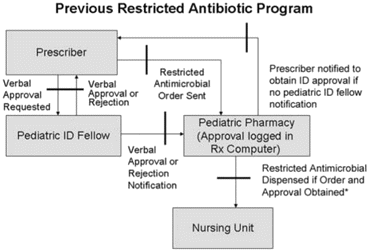 Previous Restricted Antibiotic Program
Prescriber
Verbal
Approval
Requested
Verbal
Approval or
Rejection
Restricted
Antimicrobial
Order Sent
Prescriber notified to
obtain ID approval if
no pediatric ID fellow
notification
Pediatric ID Fellow
Verbal
Approval or
Rejection
Notification
Pediatric Pharmacy
(Approval logged in
Rx Computer)
Restricted Antimicrobial
Dispensed if Order and
Approval Obtained*
Nursing Unit